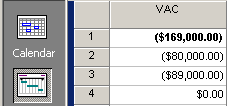 VAC
1 ($169,000.00)
Calendar
2 ($80,000.00)
3 ($89,000.00)
4 $0.00